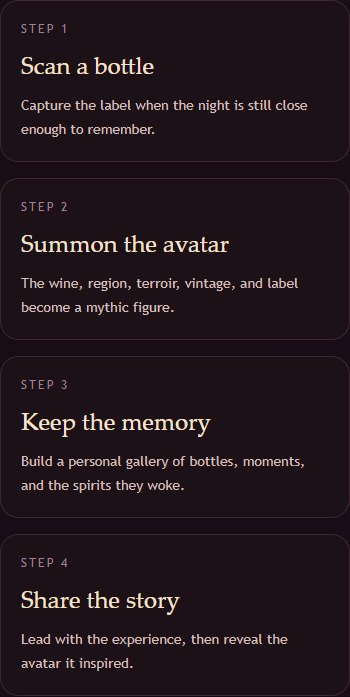 STEP 1
Scan a bottle
Capture the label when the night is still close
enough to remember.
STEP 2
Summon the avatar
The wine, region, terroir, vintage, and label
become a mythic figure.
STEP 3
Keep the memory
Build a personal gallery of bottles, moments,
and the spirits they woke.
STEP 4
Share the story
Lead with the experience, then reveal the
avatar it inspired.